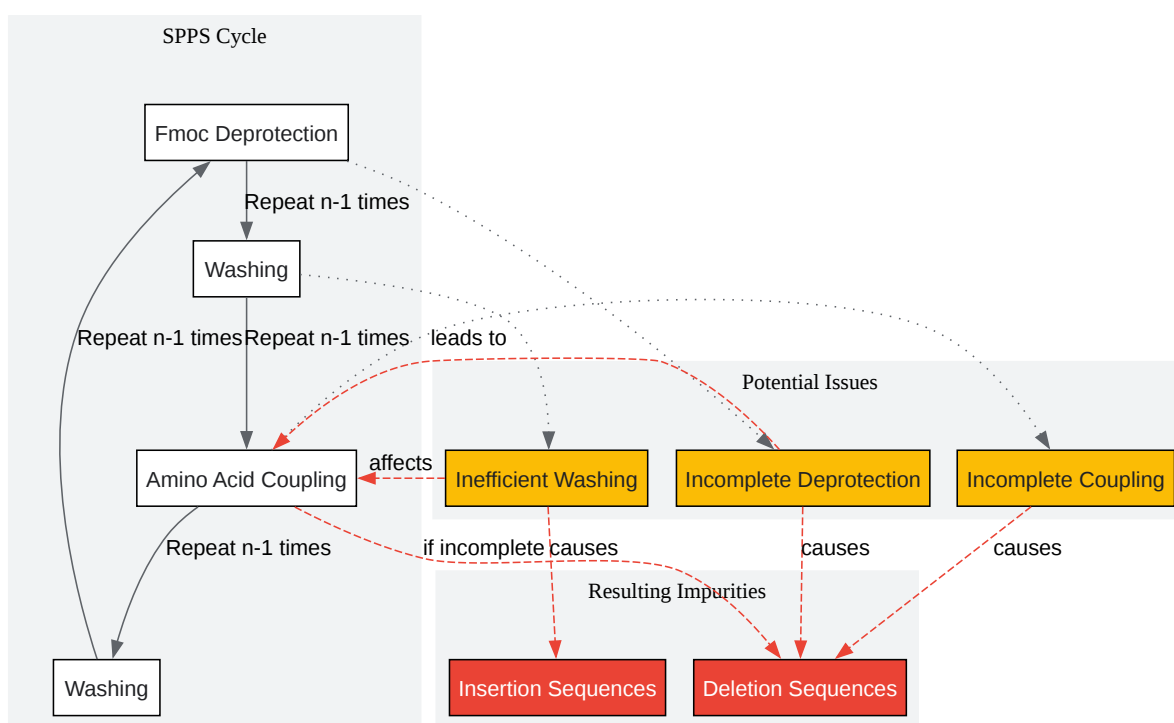 SPPS Cycle
Fmoc Deprotection
Repeat n-1 times
Washing
Repeat n-1 times
Repeat n-1 times
leads to
Potential Issues
Amino Acid Coupling
affects
Inefficient Washing
Incomplete Deprotection
Incomplete Coupling
Repeat n-1 times
if incomplete
causes
causes
causes
Resulting Impurities
Washing
Insertion Sequences
Deletion Sequences